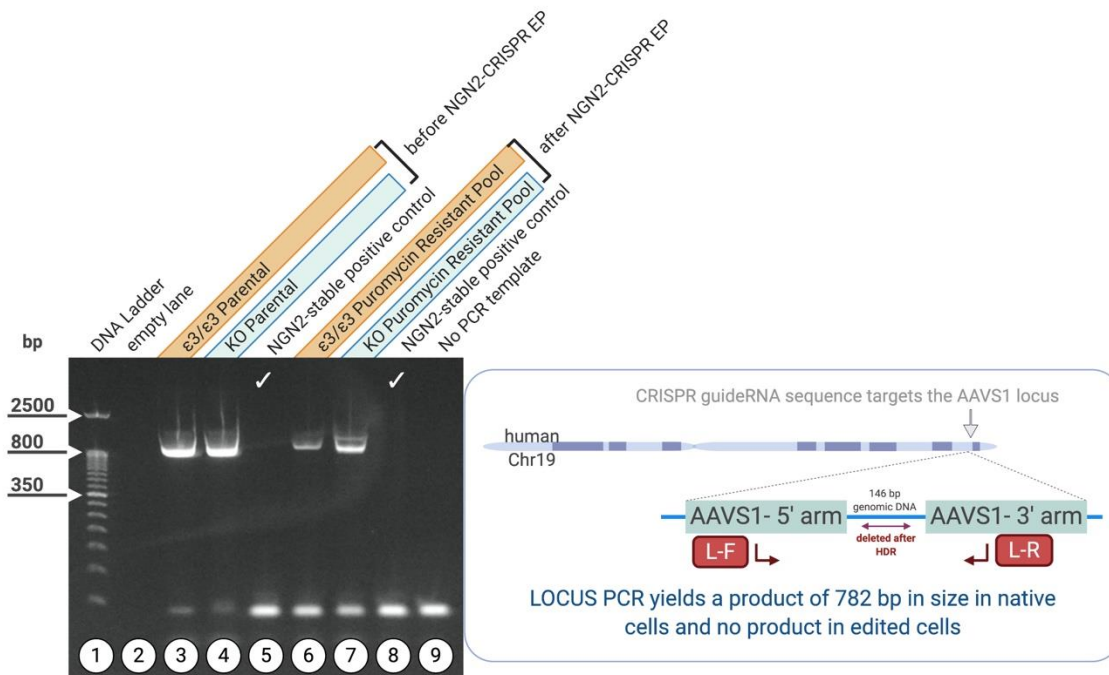 before NGN2-CRISPR EP
after NGN2-CRISPR EP
DNA Ladder
empty lane
ε3/ε3 Parental
KO Parental
NGN2-stable positive control
ε3/ε3 Puromycin Resistant Pool
KO Puromycin Resistant Pool
NGN2-stable positive control
No PCR template
bp
2500
800
350
✓
✓
1 2 3 4 5 6 7 8 9
CRISPR guideRNA sequence targets the AAVS1 locus
human
Chr19
146 bp
genomic DNA
AAVS1- 5' arm
AAVS1- 3' arm
deleted after
HDR
L-F
L-R
LOCUS PCR yields a product of 782 bp in size in native
cells and no product in edited cells